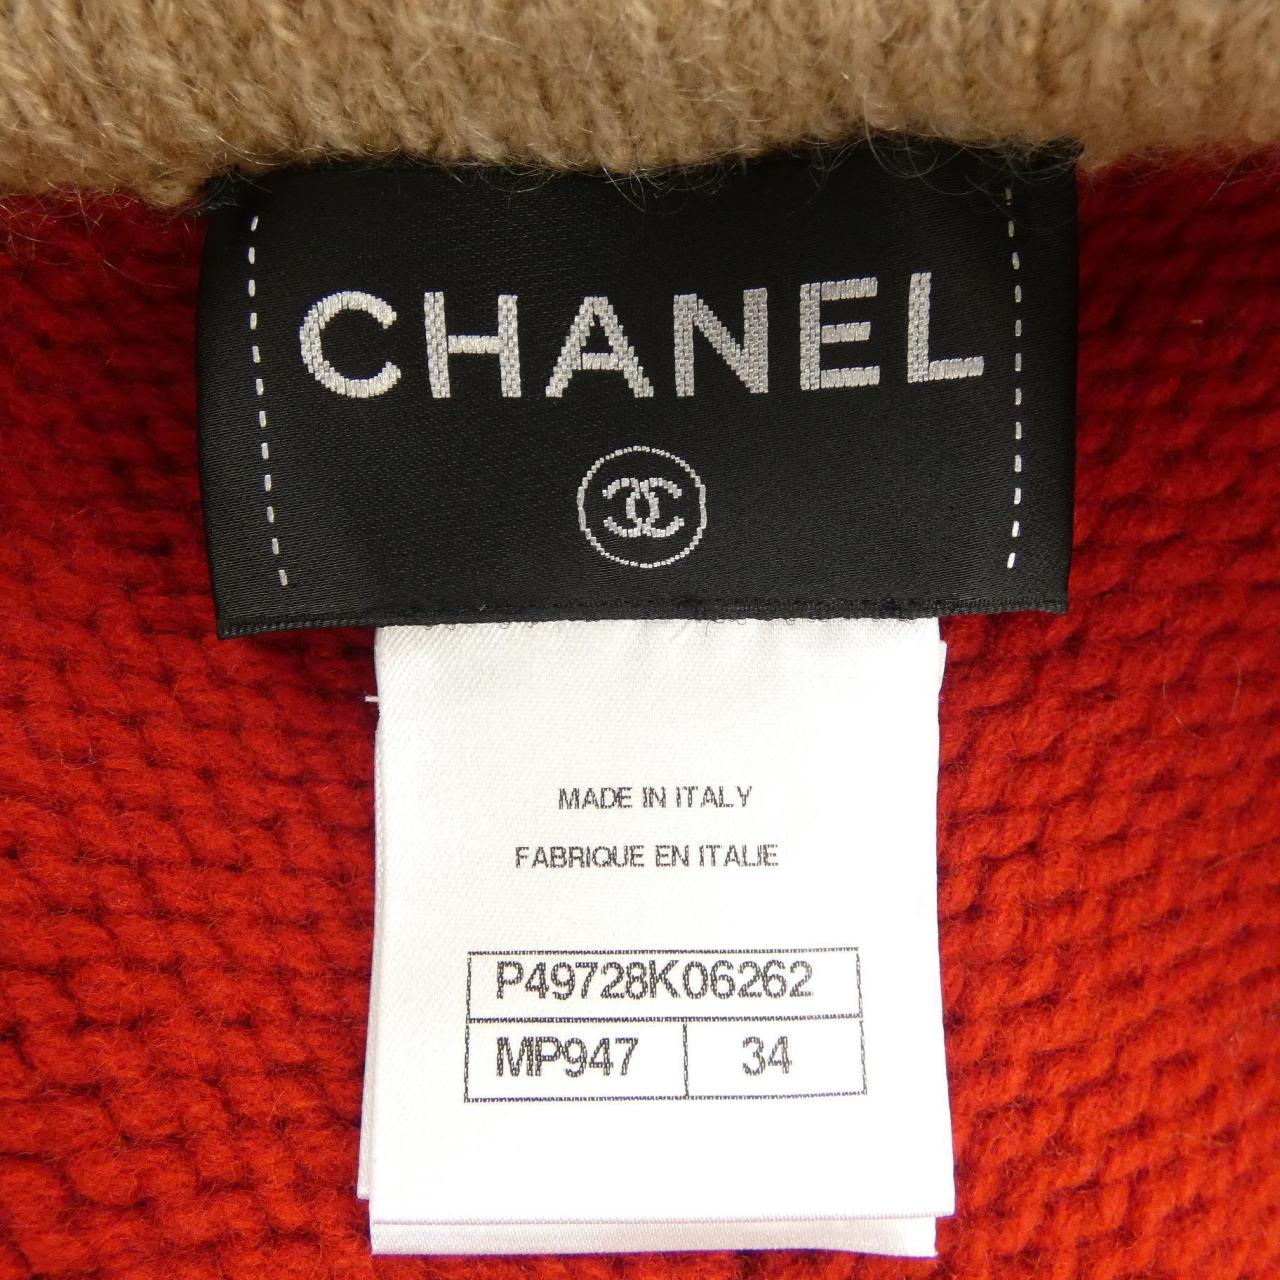 CHANEL
MADE IN ITALY
FABRIQUE EN ITALIE
P49728K06262
MP947 34